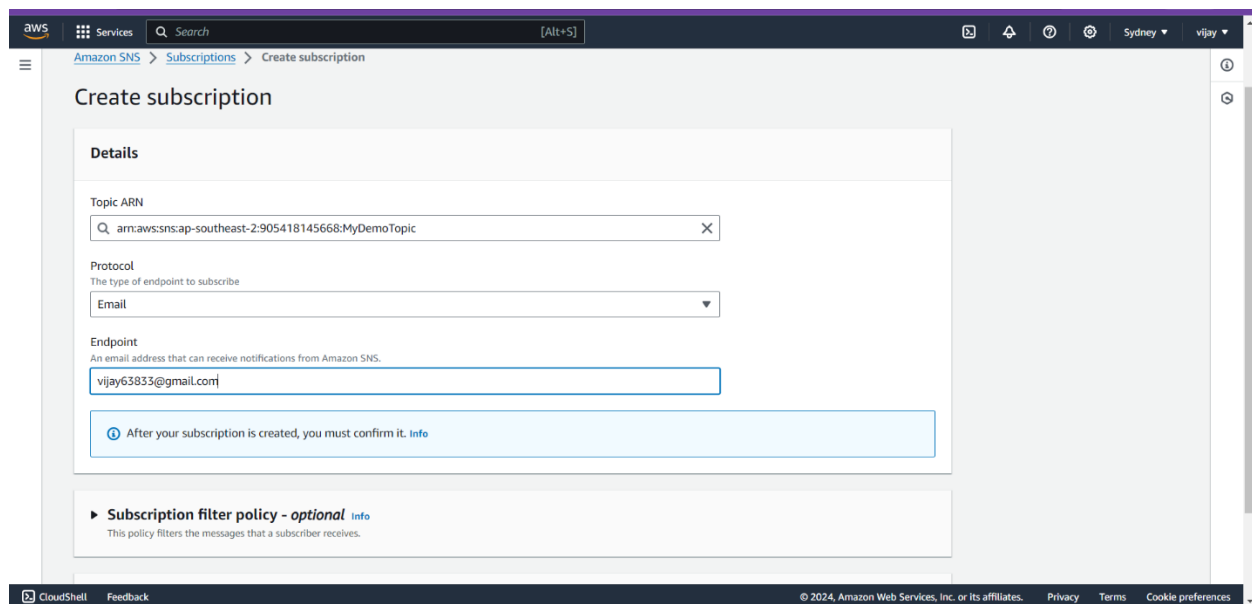 aws Services Search [Alt+S] Sydney vijay
Amazon SNS > Subscriptions > Create subscription
Create subscription
Details
Topic ARN
arn:aws:sns:ap-southeast-2:905418145668:MyDemoTopic
Protocol
The type of endpoint to subscribe
Email
Endpoint
An email address that can receive notifications from Amazon SNS.
vijay63833@gmail.com
After your subscription is created, you must confirm it. Info
Subscription filter policy - optional Info
This policy filters the messages that a subscriber receives.
CloudShell Feedback © 2024, Amazon Web Services, Inc. or its affiliates. Privacy Terms Cookie preferences